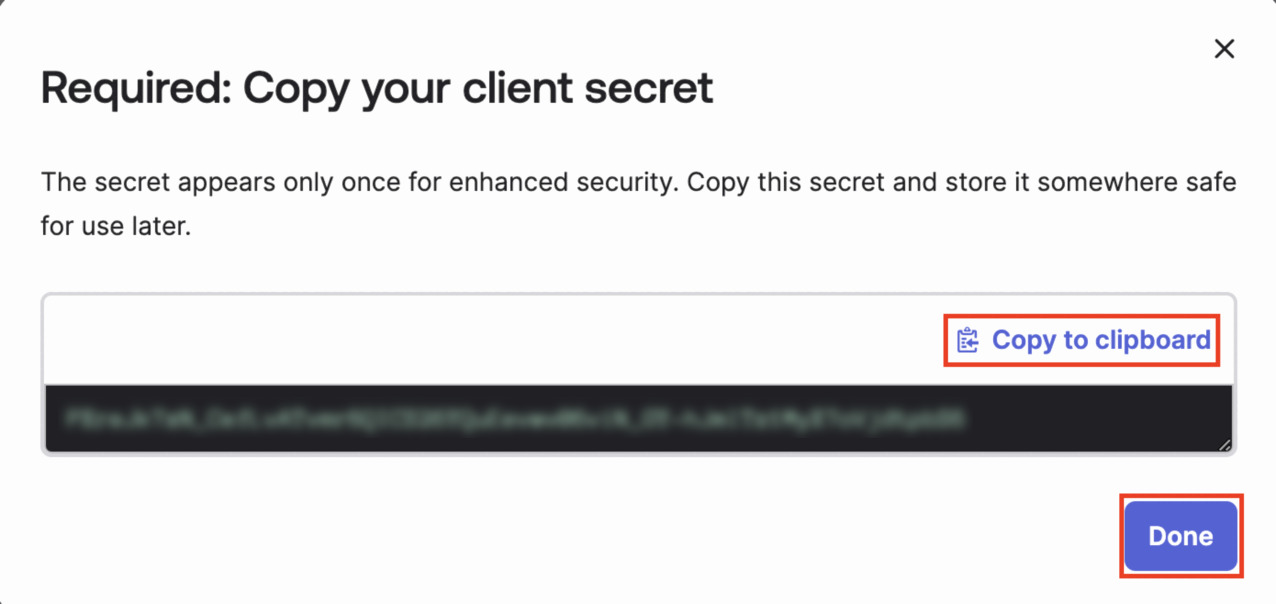 Required: Copy your client secret
The secret appears only once for enhanced security. Copy this secret and store it somewhere safe
for use later.
Copy to clipboard
Done